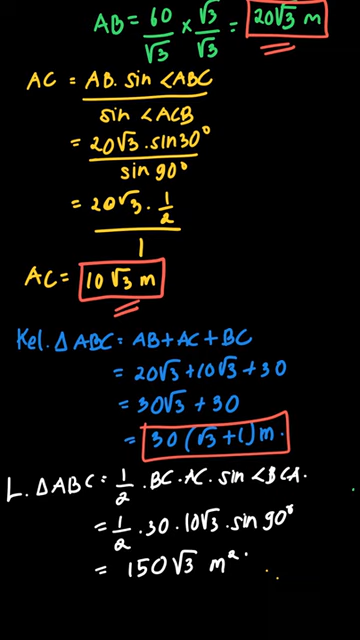 AB = 60/√3 × √3/√3 = 20√3 m
AC = AB. sin ∠ABC / sin ∠ACB
= 20√3 . sin 30° / sin 90°
= 20√3 . 1/2 / 1
AC = 10√3 m
Kel. △ ABC = AB + AC + BC
= 20√3 + 10√3 + 30
= 30√3 + 30
= 30 (√3 + 1) m.
L. △ABC = 1/2 . BC . AC . sin ∠BCA.
= 1/2 . 30 . 10√3 . sin 90°
= 150√3 m².